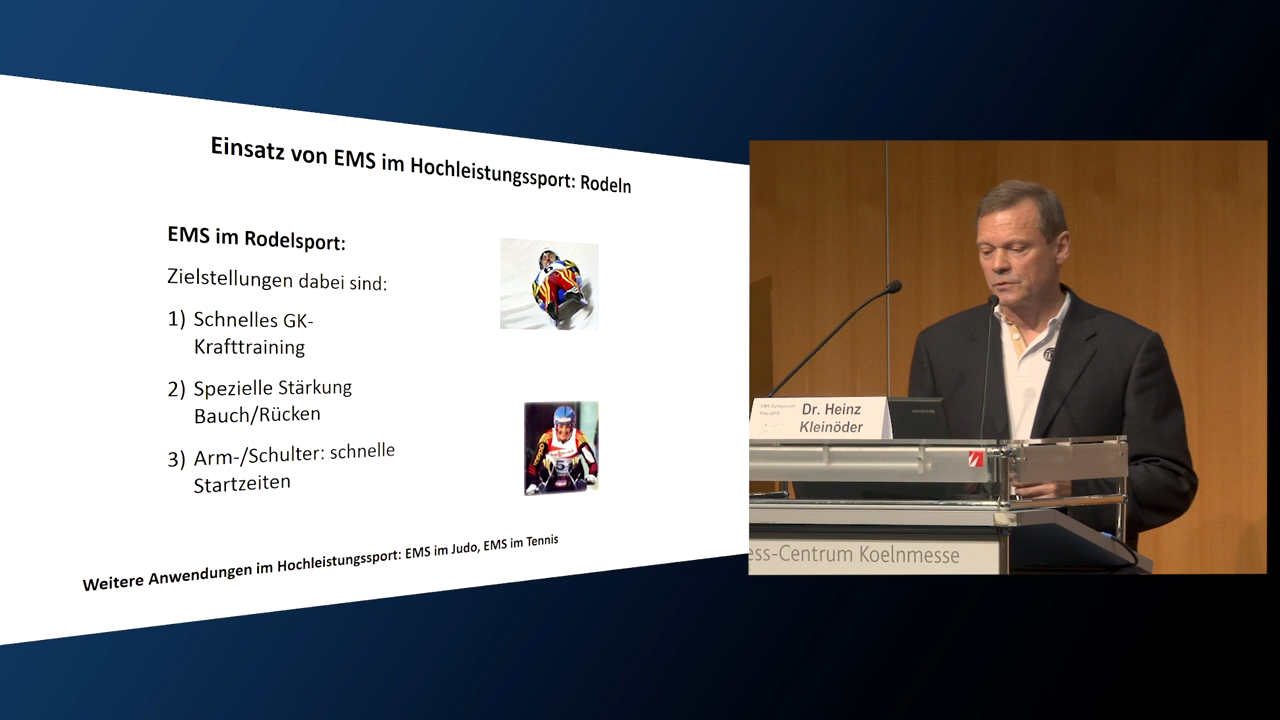 Einsatz von EMS im Hochleistungssport: Rodeln
EMS im Rodelsport:
Zielstellungen dabei sind:
1) Schnelles GK-
Krafttraining
2) Spezielle Stärkung
Bauch/Rücken
3) Arm-/Schulter: schnelle
Startzeiten
Weitere Anwendungen im Hochleistungssport: EMS im Judo, EMS im Tennis
EMS Symposium
Dr. Heinz
Kleinöder
ess-Centrum Koelnmesse